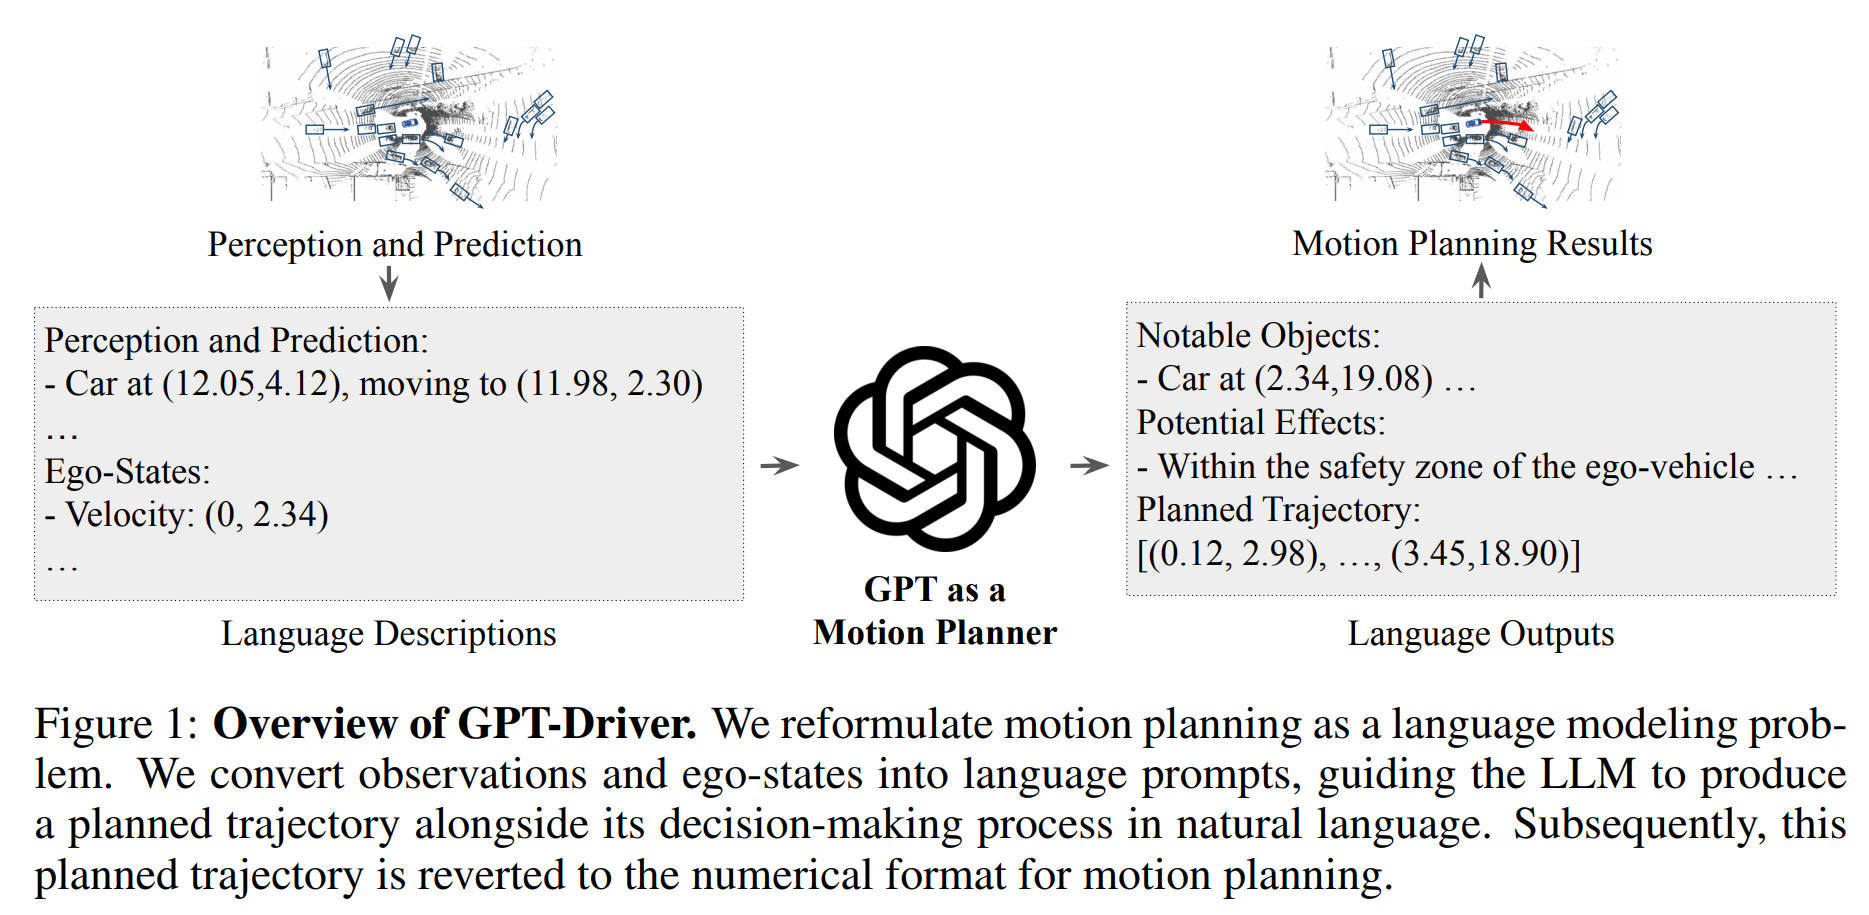 Perception and Prediction
Perception and Prediction:
- Car at (12.05,4.12), moving to (11.98, 2.30)
…
Ego-States:
- Velocity: (0, 2.34)
…
Language Descriptions
GPT as a
Motion Planner
Motion Planning Results
Notable Objects:
- Car at (2.34,19.08) …
Potential Effects:
- Within the safety zone of the ego-vehicle …
Planned Trajectory:
[(0.12, 2.98), …, (3.45,18.90)]
Language Outputs
Figure 1: Overview of GPT-Driver. We reformulate motion planning as a language modeling prob-
lem. We convert observations and ego-states into language prompts, guiding the LLM to produce
a planned trajectory alongside its decision-making process in natural language. Subsequently, this
planned trajectory is reverted to the numerical format for motion planning.